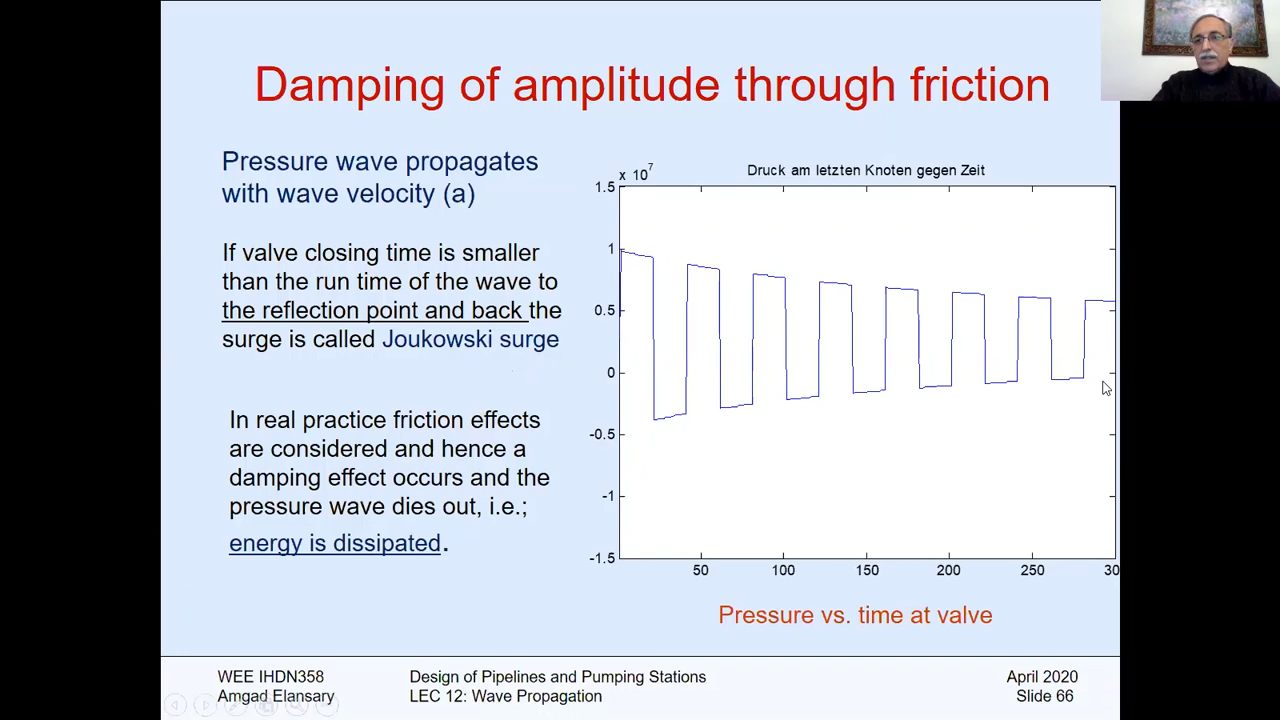 Damping of amplitude through friction
Pressure wave propagates
with wave velocity (a)
If valve closing time is smaller
than the run time of the wave to
the reflection point and back the
surge is called Joukowski surge
In real practice friction effects
are considered and hence a
damping effect occurs and the
pressure wave dies out, i.e.;
energy is dissipated.
x 10^7
Druck am letzten Knoten gegen Zeit
1.5
1
0.5
0
-0.5
-1
-1.5
50 100 150 200 250 30
Pressure vs. time at valve
WEE IHDN358
Amgad Elansary
Design of Pipelines and Pumping Stations
LEC 12: Wave Propagation
April 2020
Slide 66